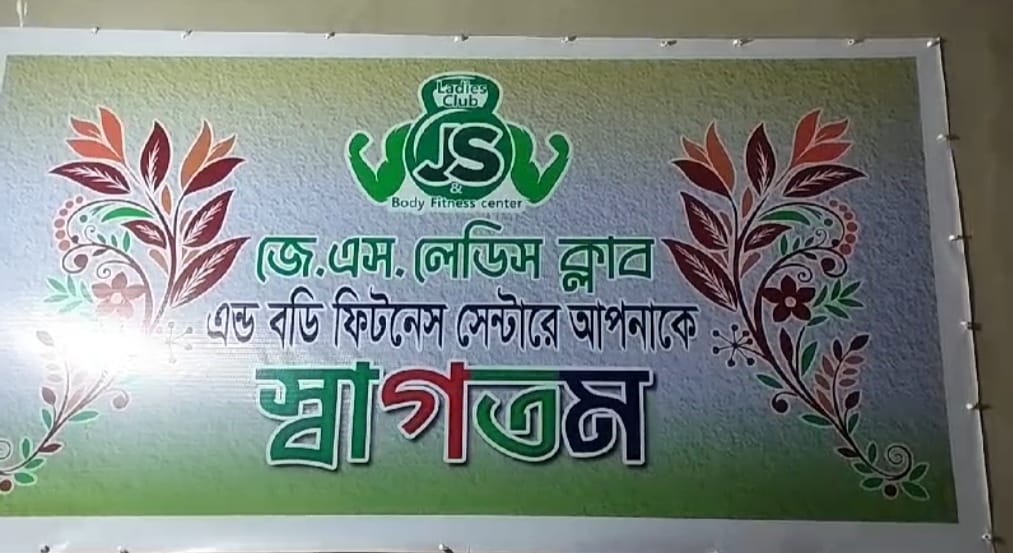 Ladies
Club
JS
&
Body Fitness center
জে.এস. লেডিস ক্লাব
এন্ড বডি ফিটনেস সেন্টারে আপনাকে
স্বাগতম